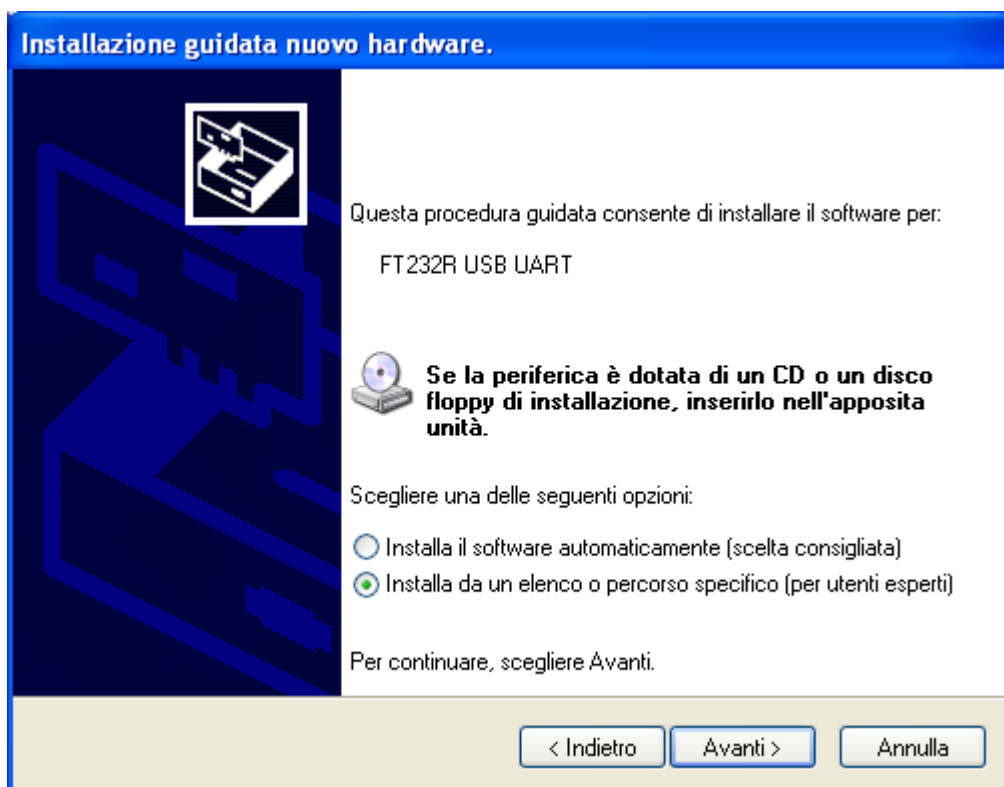 Installazione guidata nuovo hardware.
Questa procedura guidata consente di installare il software per:
FT232R USB UART
Se la periferica è dotata di un CD o un disco
floppy di installazione, inserirlo nell'apposita
unità.
Scegliere una delle seguenti opzioni:
Installa il software automaticamente (scelta consigliata)
Installa da un elenco o percorso specifico (per utenti esperti)
Per continuare, scegliere Avanti.
< Indietro Avanti > Annulla